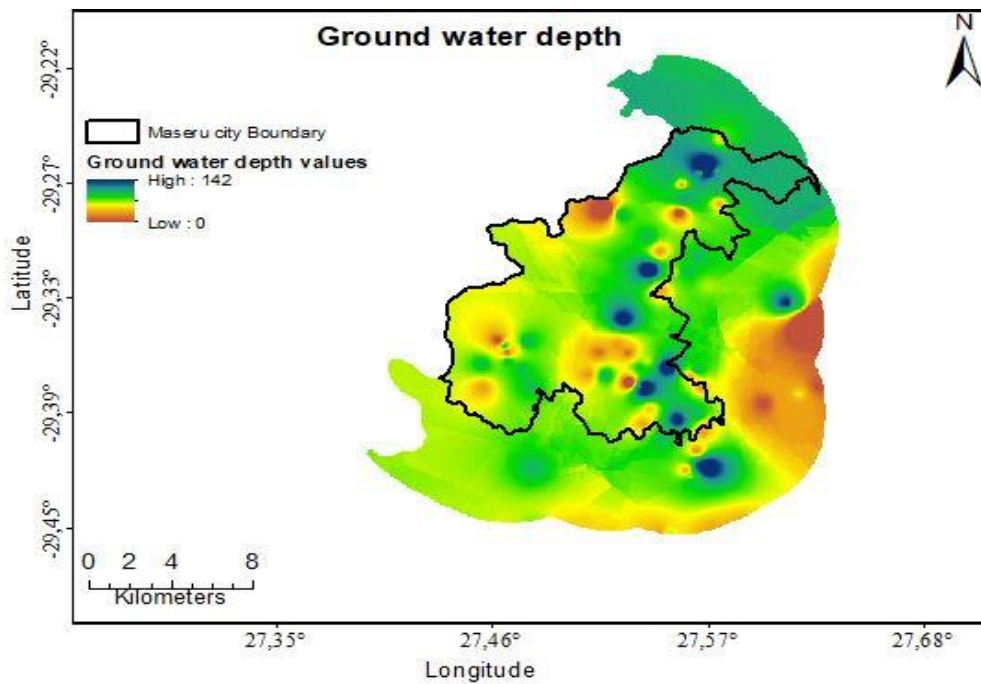 Ground water depth
N
Maseru city Boundary
Ground water depth values
High : 142
Low : 0
-29,22°
-29,27°
-29,33°
-29,39°
-29,45°
Latitude
0 2 4 8
Kilometers
27,35° 27,46° 27,57° 27,68°
Longitude